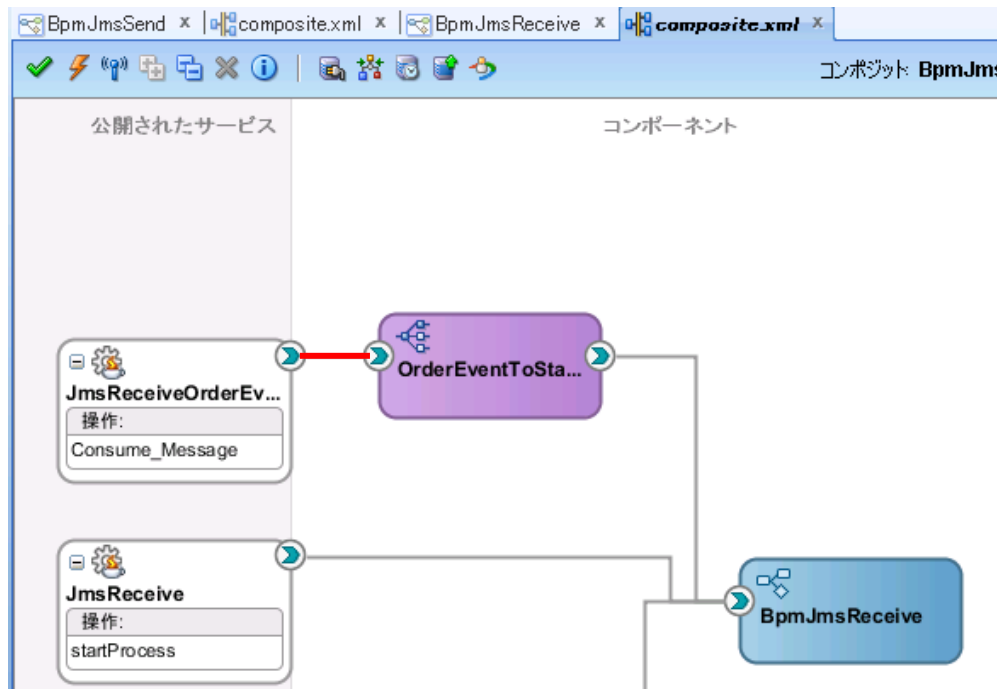 BpmJmsSend x composite.xml x BpmJmsReceive x composite.xml x
コンポジット: BpmJms
公開されたサービス コンポーネント
OrderEventToSta...
JmsReceiveOrderEv...
操作:
Consume_Message
JmsReceive
操作:
startProcess
BpmJmsReceive